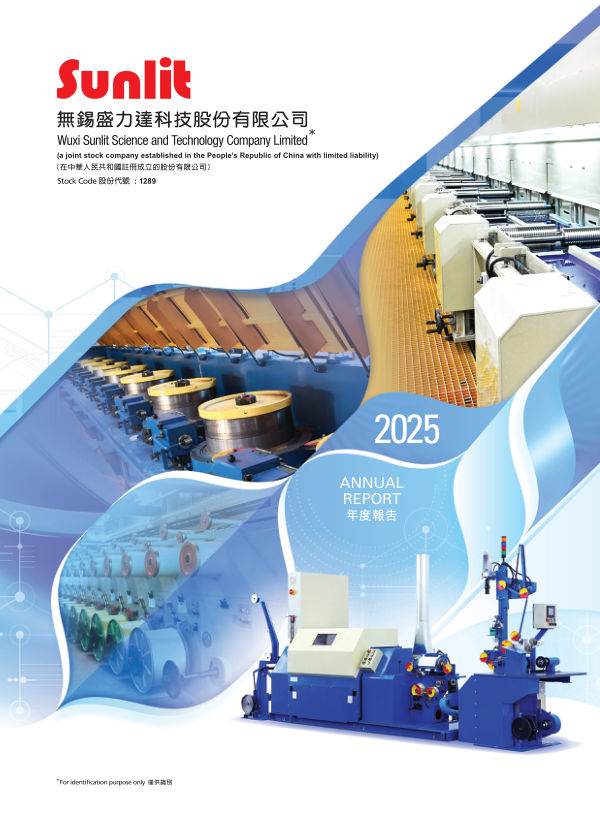 Sunlit
無錫盛力達科技股份有限公司
Wuxi Sunlit Science and Technology Company Limited*
(a joint stock company established in the People's Republic of China with limited liability)
(在中華人民共和國註冊成立的股份有限公司)
Stock Code 股份代號 : 1289
2025
ANNUAL
REPORT
年度報告
*For identification purpose only 僅供識別